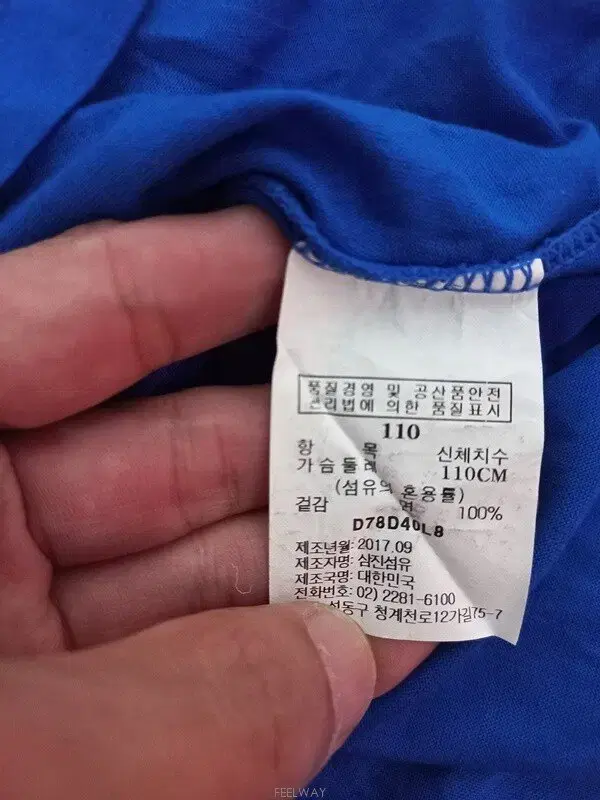 품질경영 및 공산품안전
관리법에 의한 품질표시
110
항 목 신체치수
가슴둘레 110CM
(섬유의 혼용률)
겉감 면 100%
D78D40L8
제조년월: 2017.09
제조자명: 삼진섬유
제조국명: 대한민국
전화번호: 02) 2281-6100
성동구 청계천로12가길75-7
FEELWAY